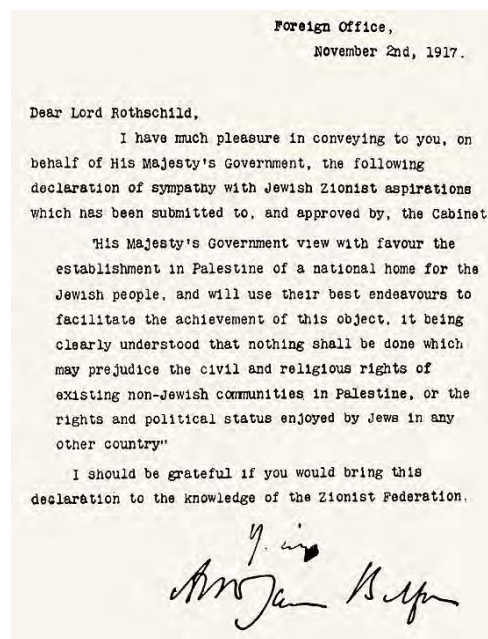 Foreign Office,
November 2nd, 1917.
Dear Lord Rothschild,
I have much pleasure in conveying to you, on
behalf of His Majesty's Government, the following
declaration of sympathy with Jewish Zionist aspirations
which has been submitted to, and approved by, the Cabinet
"His Majesty's Government view with favour the
establishment in Palestine of a national home for the
Jewish people, and will use their best endeavours to
facilitate the achievement of this object, it being
clearly understood that nothing shall be done which
may prejudice the civil and religious rights of
existing non-Jewish communities in Palestine, or the
rights and political status enjoyed by Jews in any
other country"
I should be grateful if you would bring this
declaration to the knowledge of the Zionist Federation.